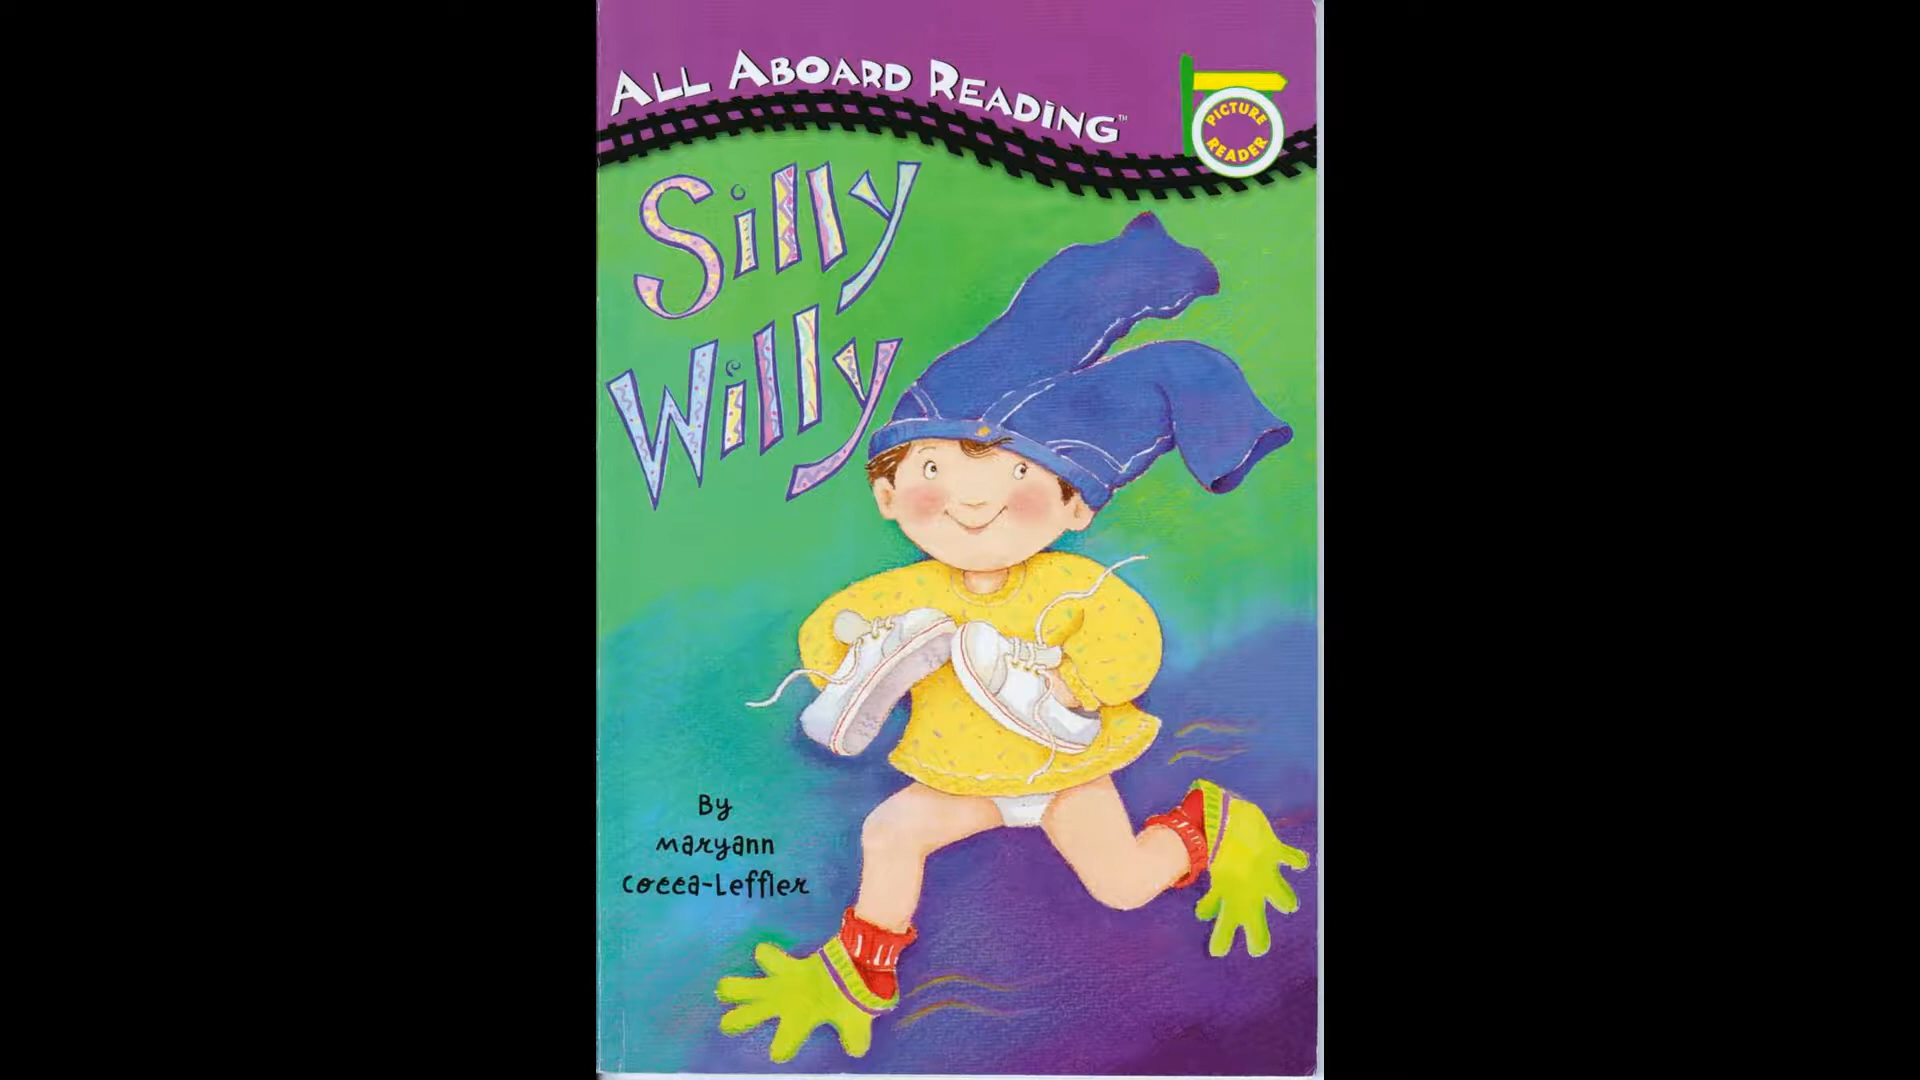 ALL ABOARD READING™
PICTURE
READER
Silly
Willy
By
Maryann
Cocca-Leffler